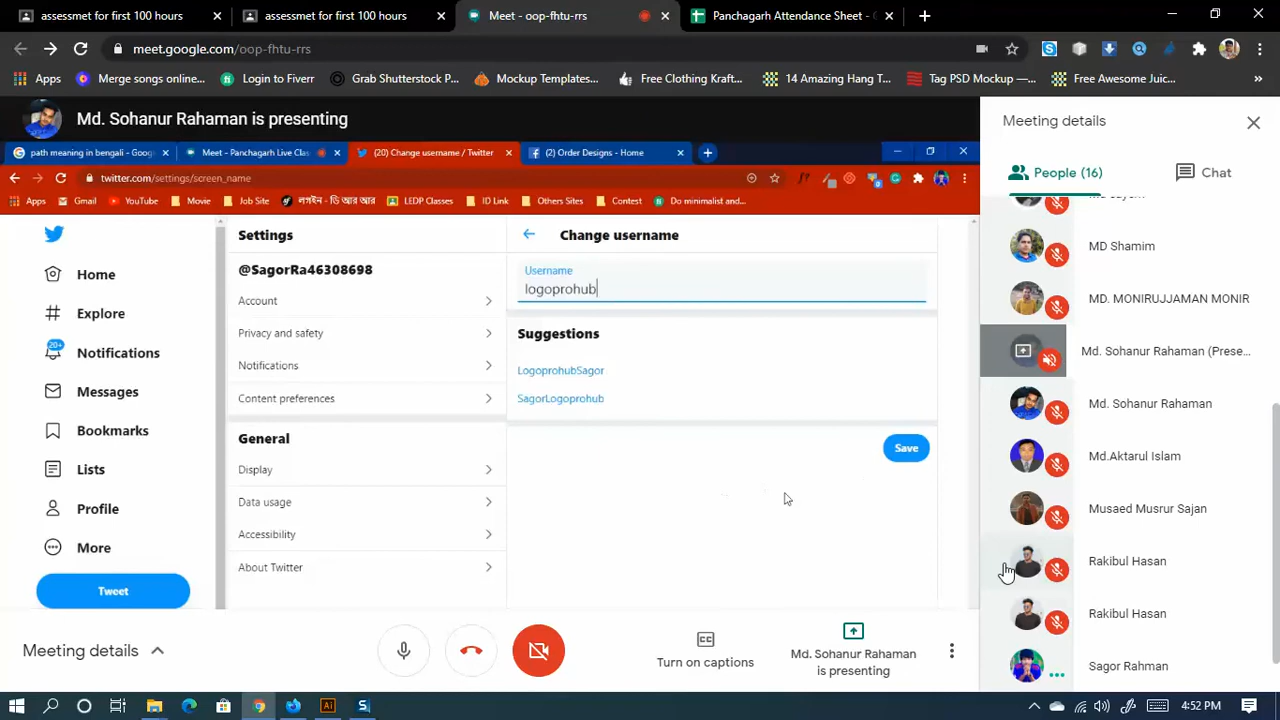 assessmet for first 100 hours
assessmet for first 100 hours
Meet - oop-fhtu-rrs
Panchagarh Attendance Sheet - G
meet.google.com/oop-fhtu-rrs
Apps
Merge songs online...
Login to Fiverr
Grab Shutterstock P...
Mockup Templates...
Free Clothing Kraft...
14 Amazing Hang T...
Tag PSD Mockup —...
Free Awesome Juic...
»
Md. Sohanur Rahaman is presenting
path meaning in bengali - Googl
Meet - Panchagarh Live Clas
(20) Change username / Twitter
(2) Order Designs - Home
twitter.com/settings/screen_name
Apps
Gmail
YouTube
Movie
Job Site
LEDP Classes
ID Link
Others Sites
Contest
Do minimalist and...
Settings
@SagorRa46308698
Account
Privacy and safety
Notifications
Content preferences
General
Display
Data usage
Accessibility
About Twitter
Home
Explore
20+
Notifications
Messages
Bookmarks
Lists
Profile
More
Tweet
Change username
Username
logoprohub
Suggestions
LogoprohubSagor
SagorLogoprohub
Save
Meeting details
People (16)
Chat
MD Shamim
MD. MONIRUJJAMAN MONIR
Md. Sohanur Rahaman (Prese...
Md. Sohanur Rahaman
Md.Aktarul Islam
Musaed Musrur Sajan
Rakibul Hasan
Rakibul Hasan
Sagor Rahman
Meeting details
Turn on captions
Md. Sohanur Rahaman
is presenting
4:52 PM